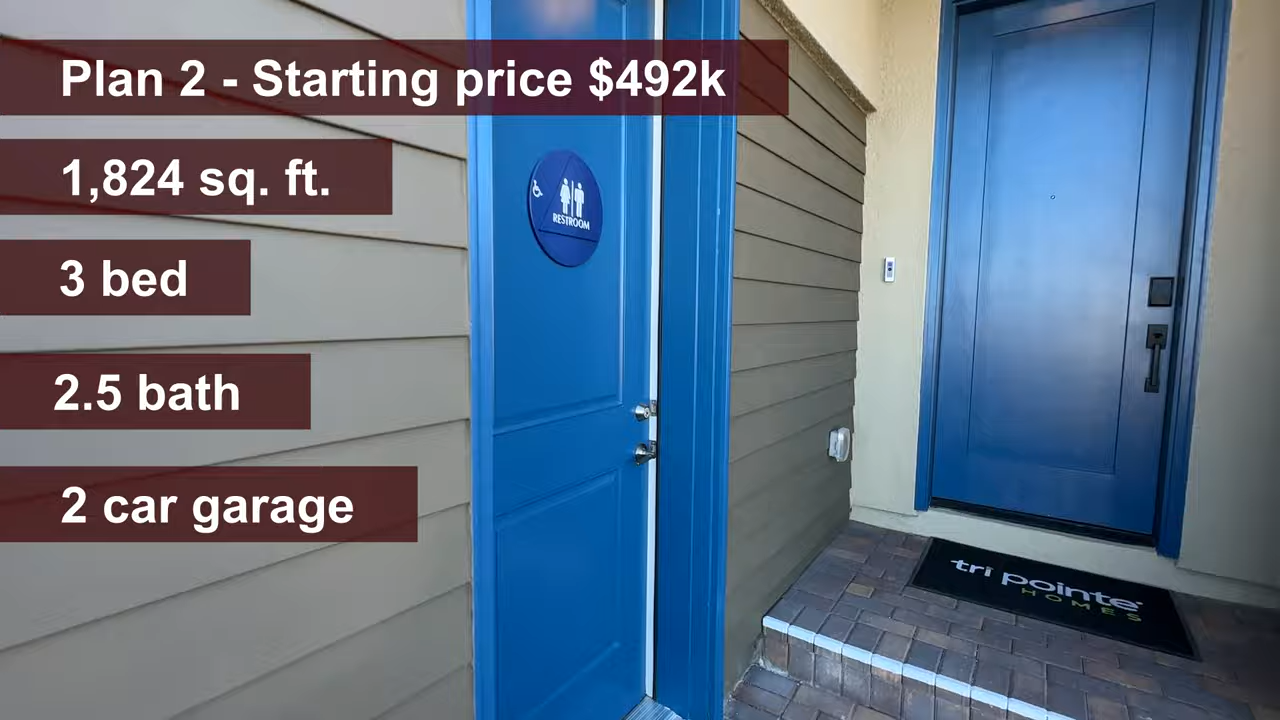 Plan 2 - Starting price $492k
1,824 sq. ft.
3 bed
2.5 bath
2 car garage
RESTROOM
tri pointe
HOMES